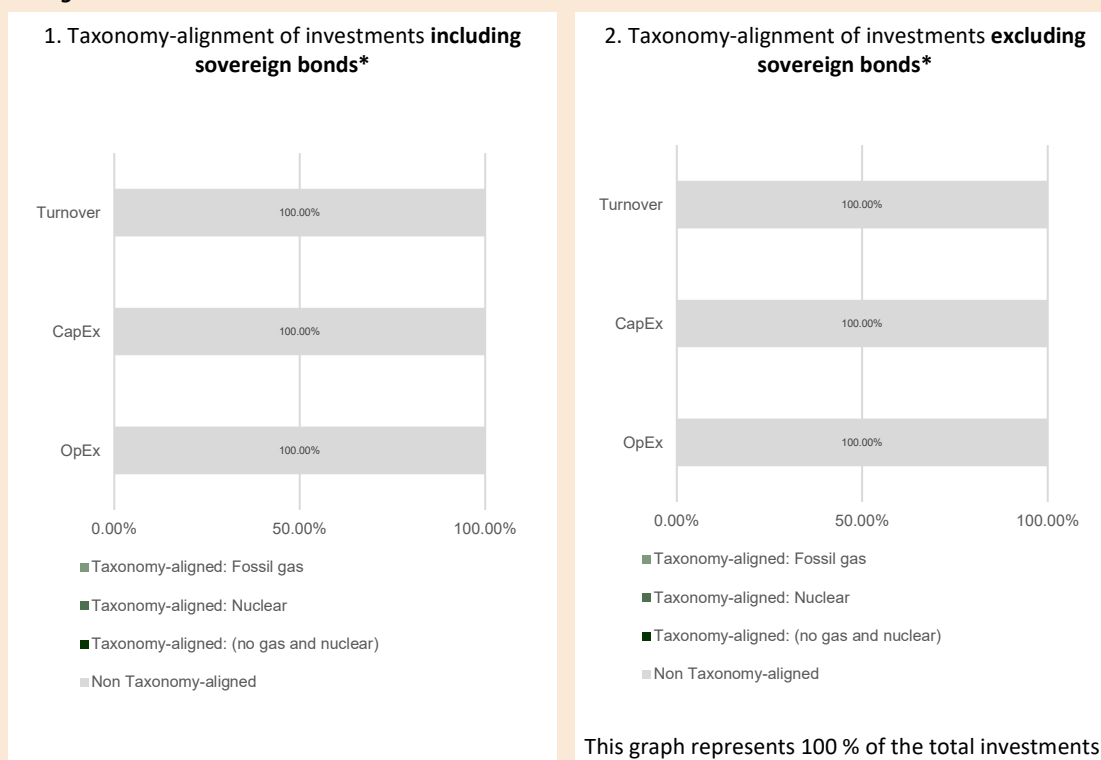 1. Taxonomy-alignment of investments including
sovereign bonds*
Turnover
100.00%
CapEx
100.00%
OpEx
100.00%
0.00% 50.00% 100.00%
Taxonomy-aligned: Fossil gas
Taxonomy-aligned: Nuclear
Taxonomy-aligned: (no gas and nuclear)
Non Taxonomy-aligned
2. Taxonomy-alignment of investments excluding
sovereign bonds*
Turnover
100.00%
CapEx
100.00%
OpEx
100.00%
0.00% 50.00% 100.00%
Taxonomy-aligned: Fossil gas
Taxonomy-aligned: Nuclear
Taxonomy-aligned: (no gas and nuclear)
Non Taxonomy-aligned
This graph represents 100 % of the total investments